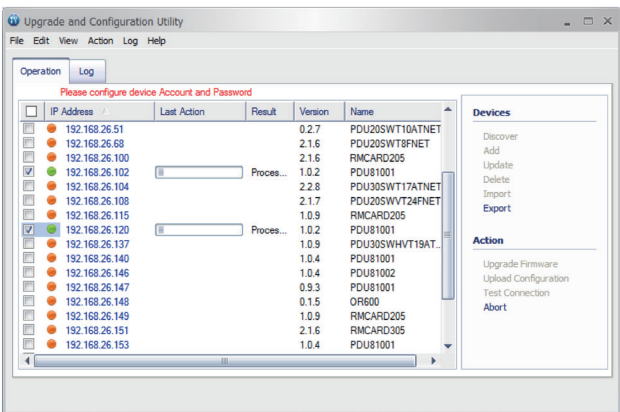 Upgrade and Configuration Utility
File Edit View Action Log Help
Operation Log
Please configure device Account and Password
IP Address Last Action Result Version Name
192.168.26.51 0.2.7 PDU20SWT10ATNET
192.168.26.68 2.1.6 PDU20SWT8FNET
192.168.26.100 2.1.6 RMCARD205
192.168.26.102 Proces... 1.0.2 PDU81001
192.168.26.104 2.2.8 PDU30SWT17ATNET
192.168.26.108 2.1.7 PDU20SWVT24FNET
192.168.26.115 1.0.9 RMCARD205
192.168.26.120 Proces... 1.0.2 PDU81001
192.168.26.137 1.0.9 PDU30SWHVT19AT...
192.168.26.140 1.0.4 PDU81001
192.168.26.146 1.0.4 PDU81002
192.168.26.147 0.9.3 PDU81001
192.168.26.148 0.1.5 OR600
192.168.26.149 1.0.9 RMCARD205
192.168.26.151 2.1.6 RMCARD305
192.168.26.153 1.0.4 PDU81001
Devices
Discover
Add
Update
Delete
Import
Export
Action
Upgrade Firmware
Upload Configuration
Test Connection
Abort